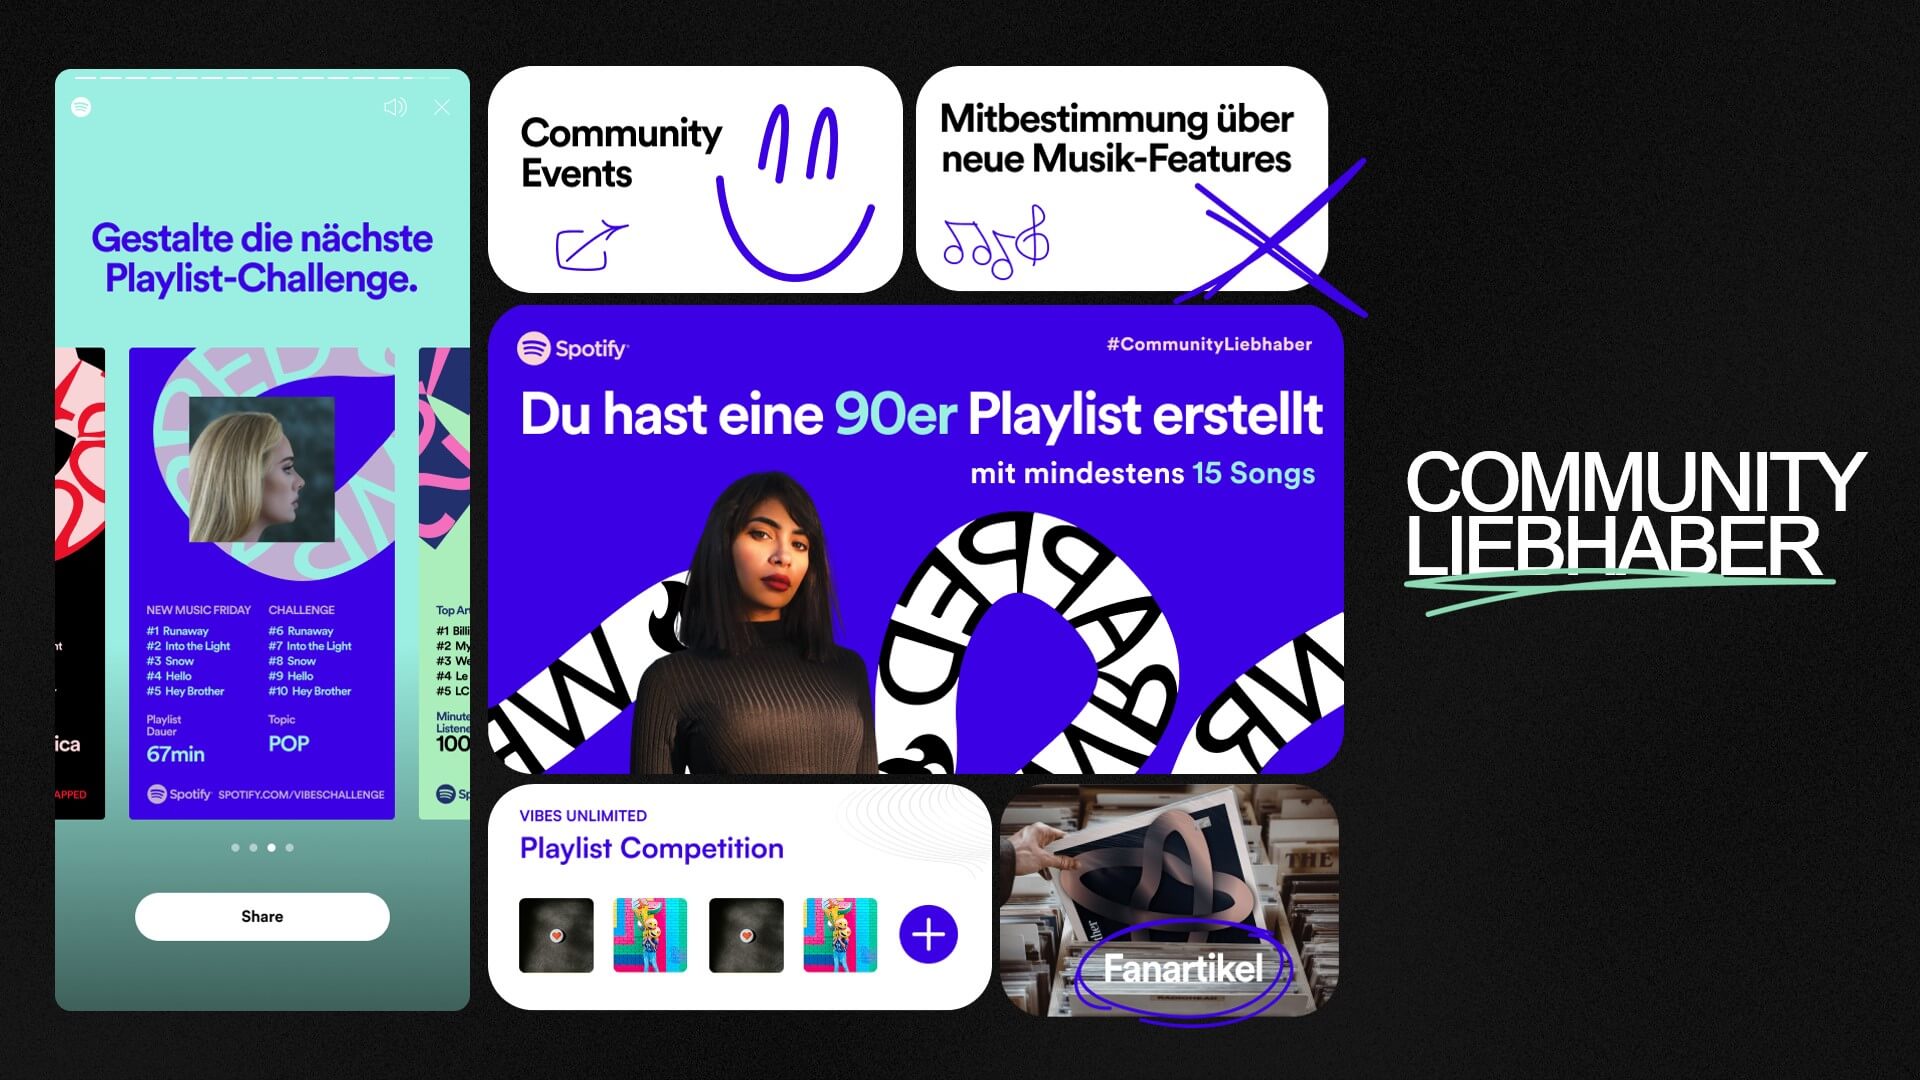 Gestalte die nächste
Playlist-Challenge.
NEW MUSIC FRIDAY
#1 Runaway
#2 Into the Light
#3 Snow
#4 Hello
#5 Hey Brother
CHALLENGE
#6 Runaway
#7 Into the Light
#8 Snow
#9 Hello
#10 Hey Brother
Playlist
Dauer
67min
Topic
POP
Spotify
SPOTIFY.COM/VIBESCHALLENGE
ica
APPED
Top Ar
#1 Billi
#2 My
#3 We
#4 Le
#5 LC
Minute
Listene
100
Sp
Share
Community
Events
Mitbestimmung über
neue Musik-Features
Spotify
#CommunityLiebhaber
Du hast eine 90er Playlist erstellt
mit mindestens 15 Songs
VIBES UNLIMITED
Playlist Competition
THE
Fanartikel
RADIOHEAD
COMMUNITY
LIEBHABER